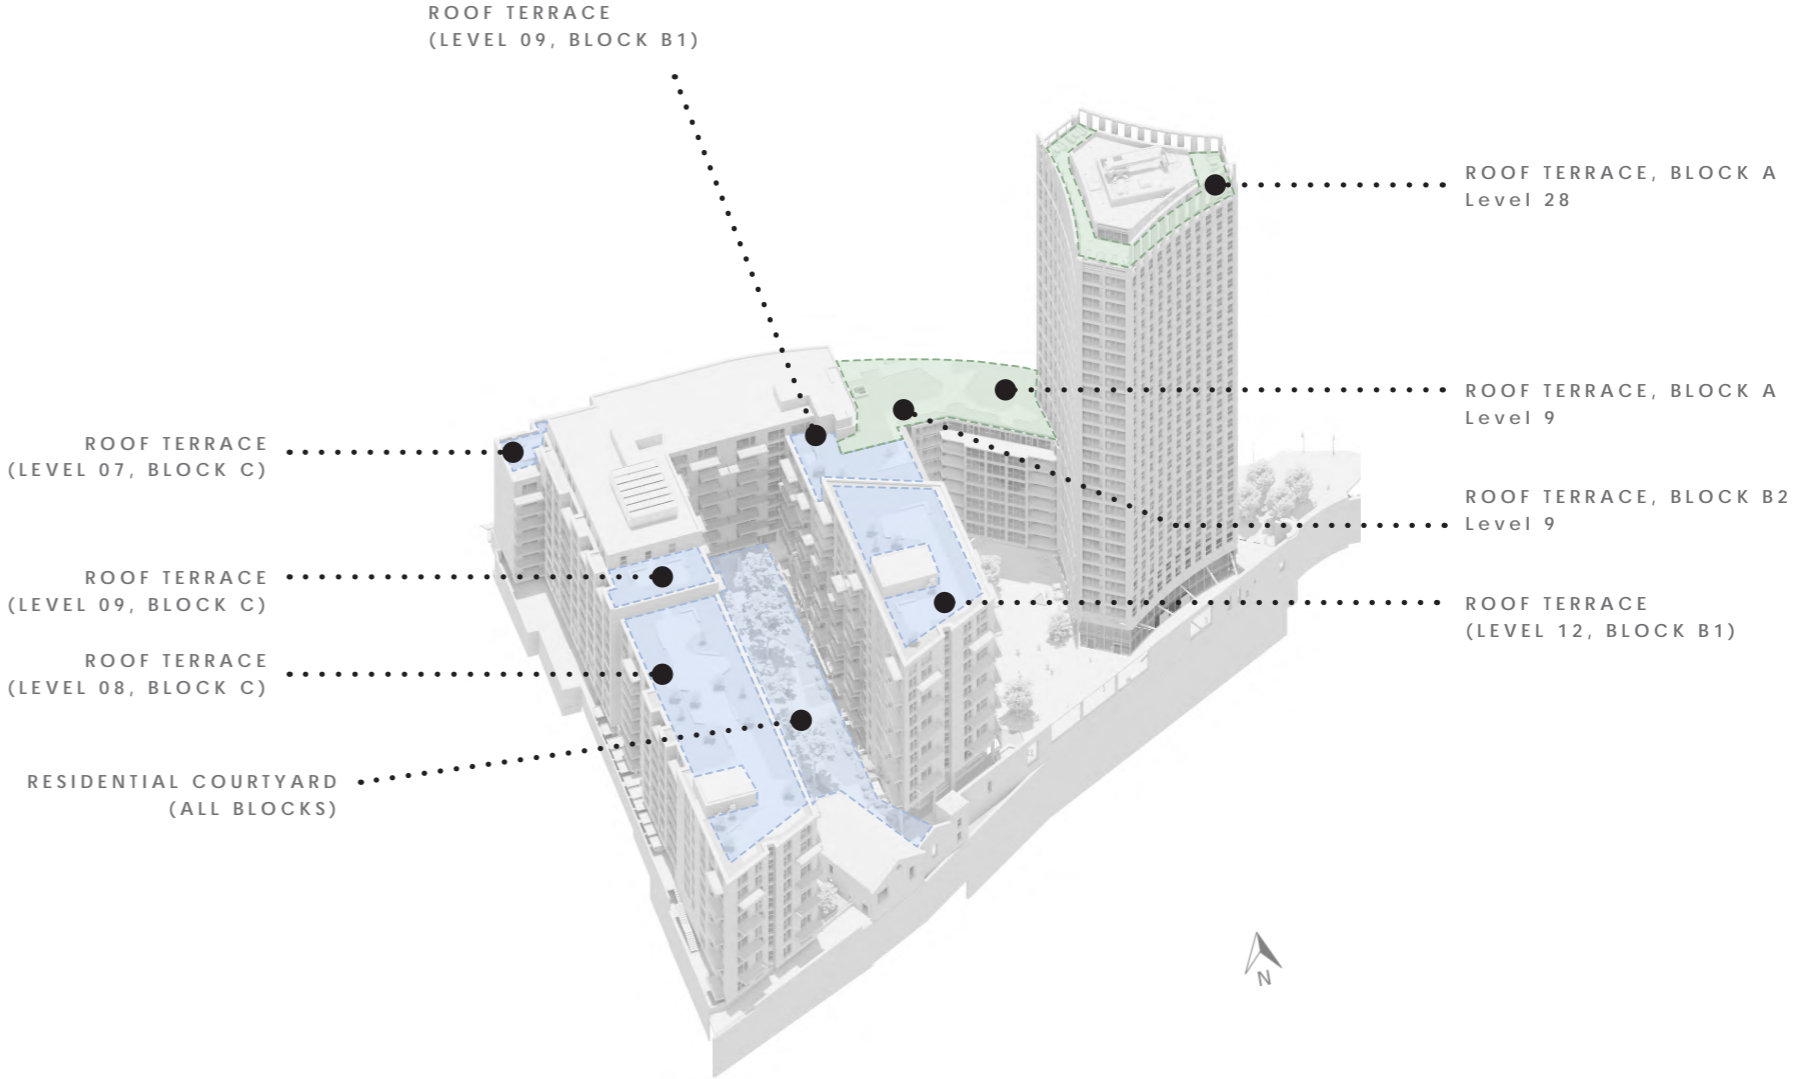 ROOF TERRACE
(LEVEL 09, BLOCK B1)
ROOF TERRACE, BLOCK A
Level 28
ROOF TERRACE, BLOCK A
Level 9
ROOF TERRACE
(LEVEL 07, BLOCK C)
ROOF TERRACE, BLOCK B2
Level 9
ROOF TERRACE
(LEVEL 09, BLOCK C)
ROOF TERRACE
(LEVEL 12, BLOCK B1)
ROOF TERRACE
(LEVEL 08, BLOCK C)
RESIDENTIAL COURTYARD
(ALL BLOCKS)
N